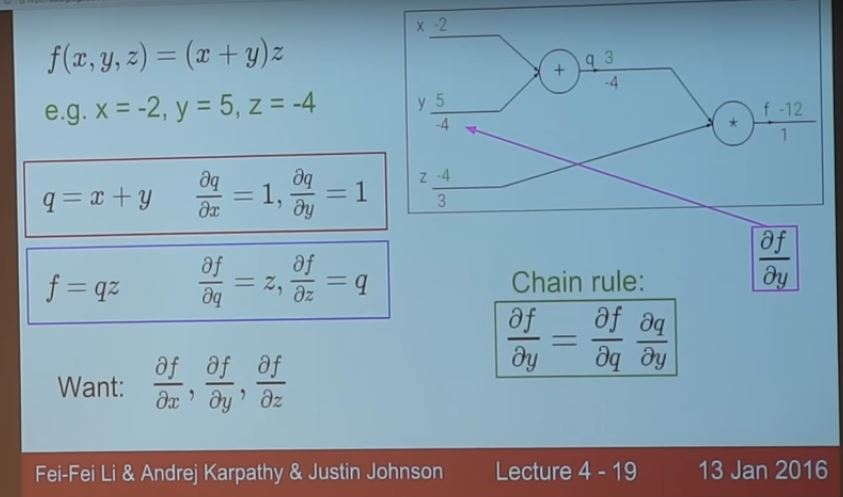 f(x, y, z) = (x + y)z
e.g. x = -2, y = 5, z = -4
q = x + y  ∂q/∂x = 1, ∂q/∂y = 1
f = qz  ∂f/∂q = z, ∂f/∂z = q
Want: ∂f/∂x, ∂f/∂y, ∂f/∂z
x -2
+
q 3
-4
y 5
-4
*
f -12
1
z -4
3
∂f/∂y
Chain rule:
∂f/∂y = ∂f/∂q ∂q/∂y
Fei-Fei Li & Andrej Karpathy & Justin Johnson Lecture 4 - 19 13 Jan 2016